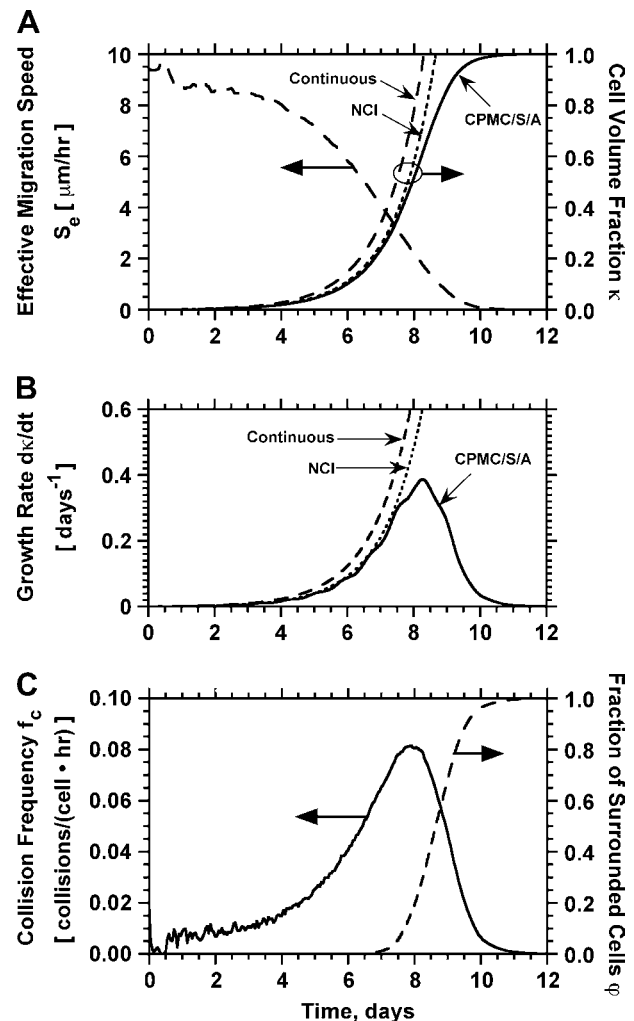 A
Effective Migration Speed
Sₑ [ μm/hr ]
10
8
6
4
2
0
Continuous
NCI
CPMC/S/A
1.0
0.8
0.6
0.4
0.2
0.0
Cell Volume Fraction κ
0 2 4 6 8 10 12
B
Growth Rate dκ/dt
[ days⁻¹ ]
0.6
0.4
0.2
0
Continuous
NCI
CPMC/S/A
0 2 4 6 8 10 12
C
Collision Frequency f꜀
[ collisions/(cell • hr) ]
0.10
0.08
0.06
0.04
0.02
0.00
1.0
0.8
0.6
0.4
0.2
0.0
Fraction of Surrounded Cells φ
0 2 4 6 8 10 12
Time, days